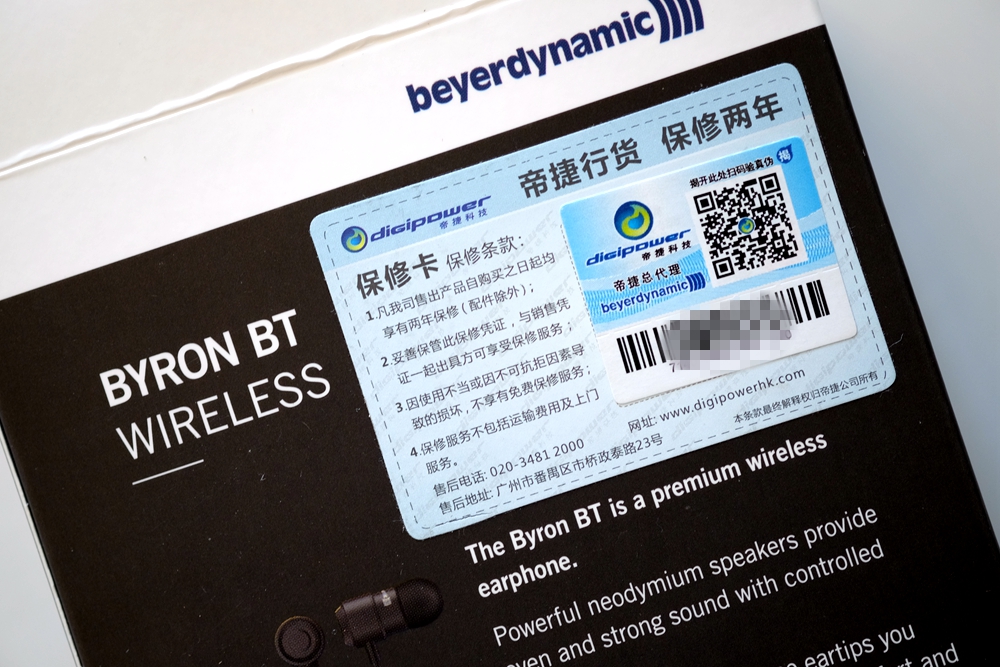 beyerdynamic
帝捷行货 保修两年
digipower
帝捷科技
保修卡 保修条款：
1.凡我司售出产品自购买之日起均
享有两年保修（配件除外）；
2.妥善保管此保修凭证，与销售凭
证一起出具方可享受保修服务；
3.因使用不当或因不可抗拒因素导
致的损坏，不享有免费保修服务；
4.保修服务不包括运输费用及上门
服务。
售后电话: 020-3481 2000
售后地址: 广州市番禺区市桥政泰路23号
网址: www.digipowerhk.com
本条款最终解释权归帝捷公司所有
揭开此处扫码验真伪
揭
digipower
帝捷科技
帝捷总代理
beyerdynamic
BYRON BT
WIRELESS
The Byron BT is a premium wireless
earphone.
Powerful neodymium speakers provide
even and strong sound with controlled
eartips you
and